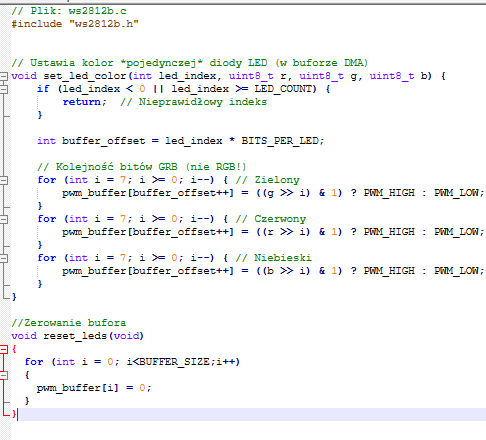 // Plik: ws2812b.c
#include "ws2812b.h"
// Ustawia kolor *pojedynczej* diody LED (w buforze DMA)
void set_led_color(int led_index, uint8_t r, uint8_t g, uint8_t b) {
if (led_index < 0 || led_index >= LED_COUNT) {
return; // Nieprawidłowy indeks
}
int buffer_offset = led_index * BITS_PER_LED;
// Kolejność bitów GRB (nie RGB!)
for (int i = 7; i >= 0; i--) { // Zielony
pwm_buffer[buffer_offset++] = ((g >> i) & 1) ? PWM_HIGH : PWM_LOW;
}
for (int i = 7; i >= 0; i--) { // Czerwony
pwm_buffer[buffer_offset++] = ((r >> i) & 1) ? PWM_HIGH : PWM_LOW;
}
for (int i = 7; i >= 0; i--) { // Niebieski
pwm_buffer[buffer_offset++] = ((b >> i) & 1) ? PWM_HIGH : PWM_LOW;
}
}
//Zerowanie bufora
void reset_leds(void)
{
for (int i = 0; i<BUFFER_SIZE;i++)
{
pwm_buffer[i] = 0;
}
}